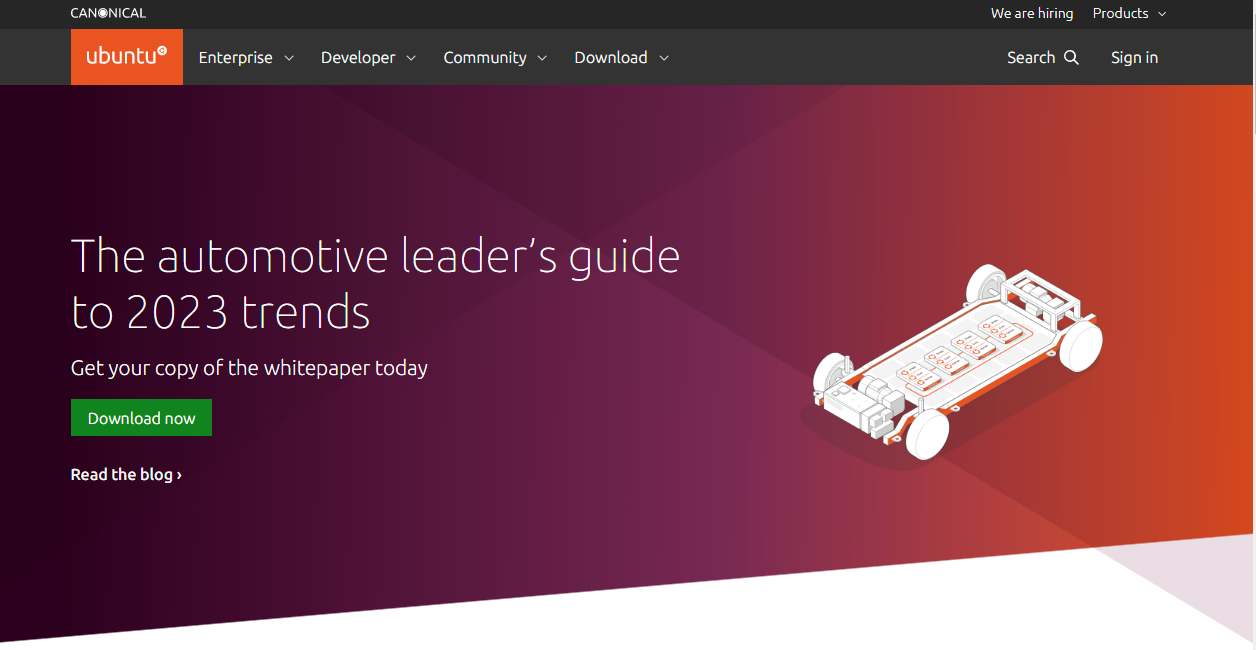 CANONICAL
We are hiring
Products
ubuntu
Enterprise
Developer
Community
Download
Search
Sign in
The automotive leader’s guide
to 2023 trends
Get your copy of the whitepaper today
Download now
Read the blog ›